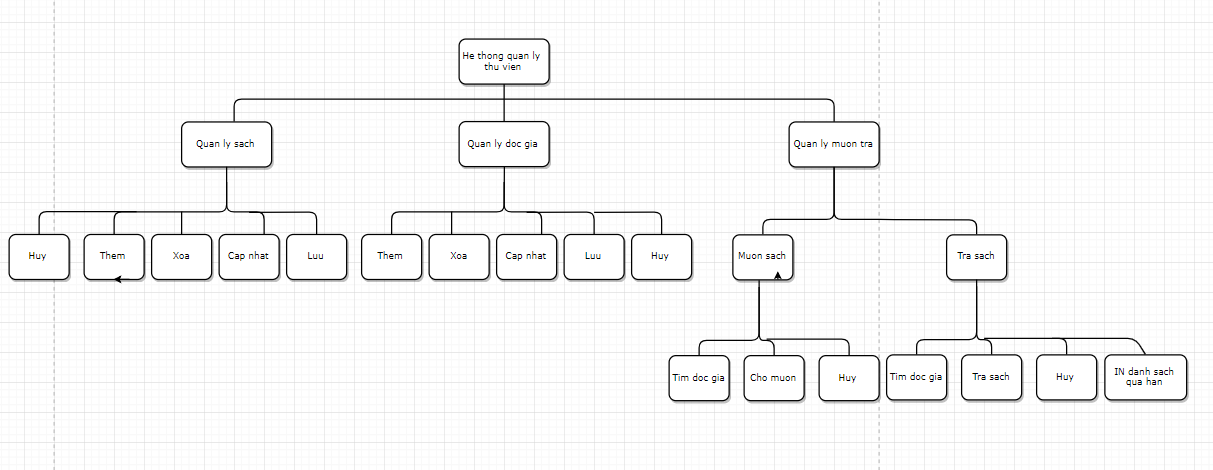 He thong quan ly
thu vien
Quan ly sach
Quan ly doc gia
Quan ly muon tra
Huy
Them
Xoa
Cap nhat
Luu
Them
Xoa
Cap nhat
Luu
Huy
Muon sach
Tra sach
Tim doc gia
Cho muon
Huy
Tim doc gia
Tra sach
Huy
IN danh sach
qua han